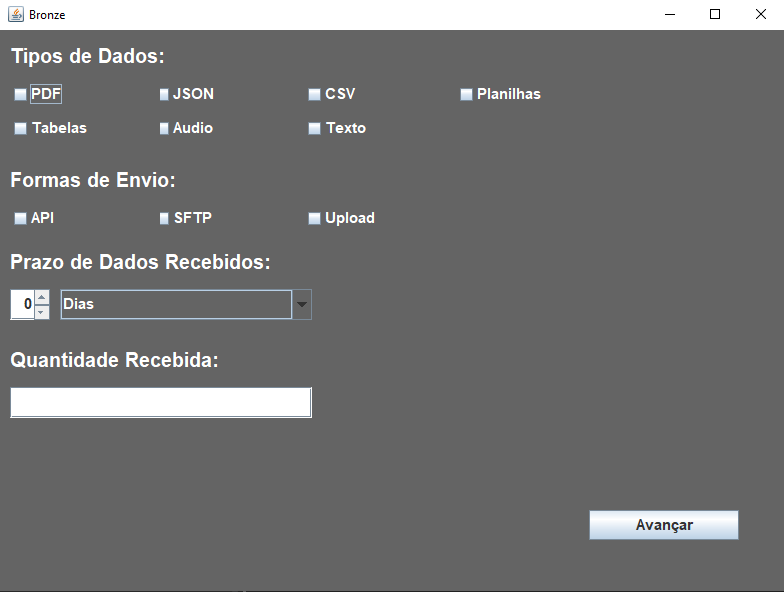 Bronze
Tipos de Dados:
PDF JSON CSV Planilhas
Tabelas Audio Texto
Formas de Envio:
API SFTP Upload
Prazo de Dados Recebidos:
0 Dias
Quantidade Recebida:
Avançar